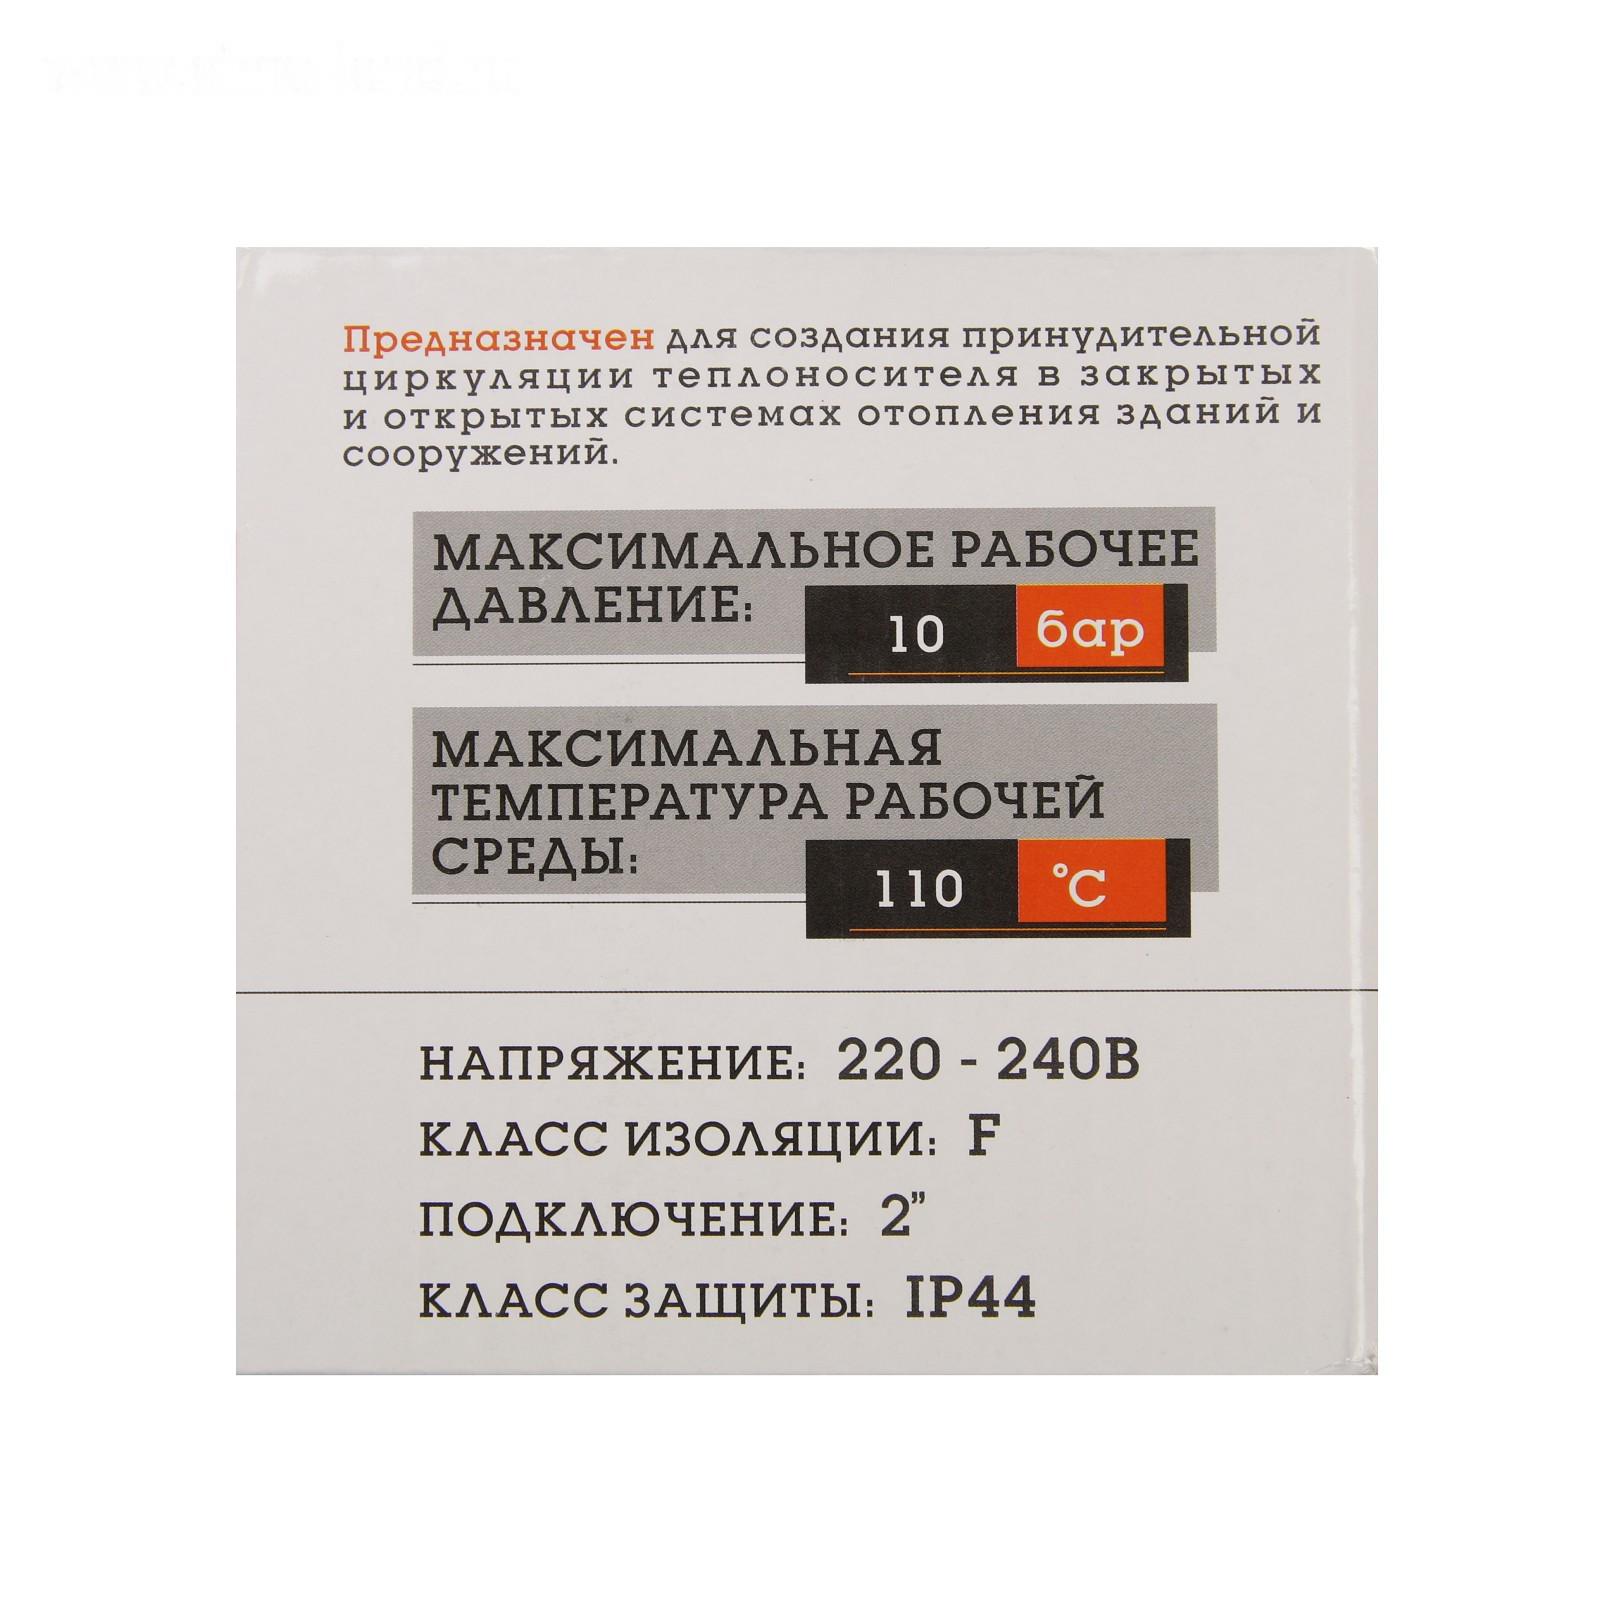 Предназначен для создания принудительной
циркуляции теплоносителя в закрытых
и открытых системах отопления зданий и
сооружений.
МАКСИМАЛЬНОЕ РАБОЧЕЕ
ДАВЛЕНИЕ:
10 бар
МАКСИМАЛЬНАЯ
ТЕМПЕРАТУРА РАБОЧЕЙ
СРЕДЫ:
110 °C
НАПРЯЖЕНИЕ: 220 - 240В
КЛАСС ИЗОЛЯЦИИ: F
ПОДКЛЮЧЕНИЕ: 2”
КЛАСС ЗАЩИТЫ: IP44